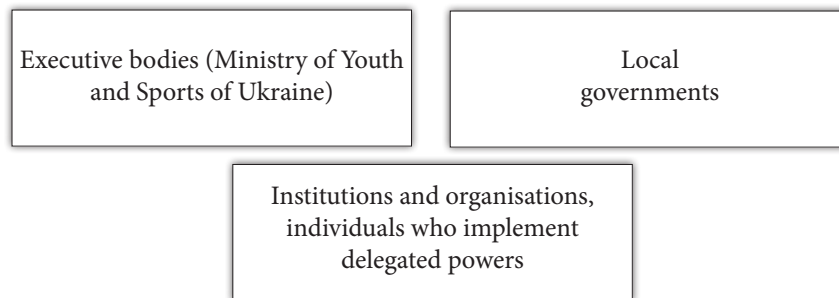 Executive bodies (Ministry of Youth
and Sports of Ukraine)
Local
governments
Institutions and organisations,
individuals who implement
delegated powers